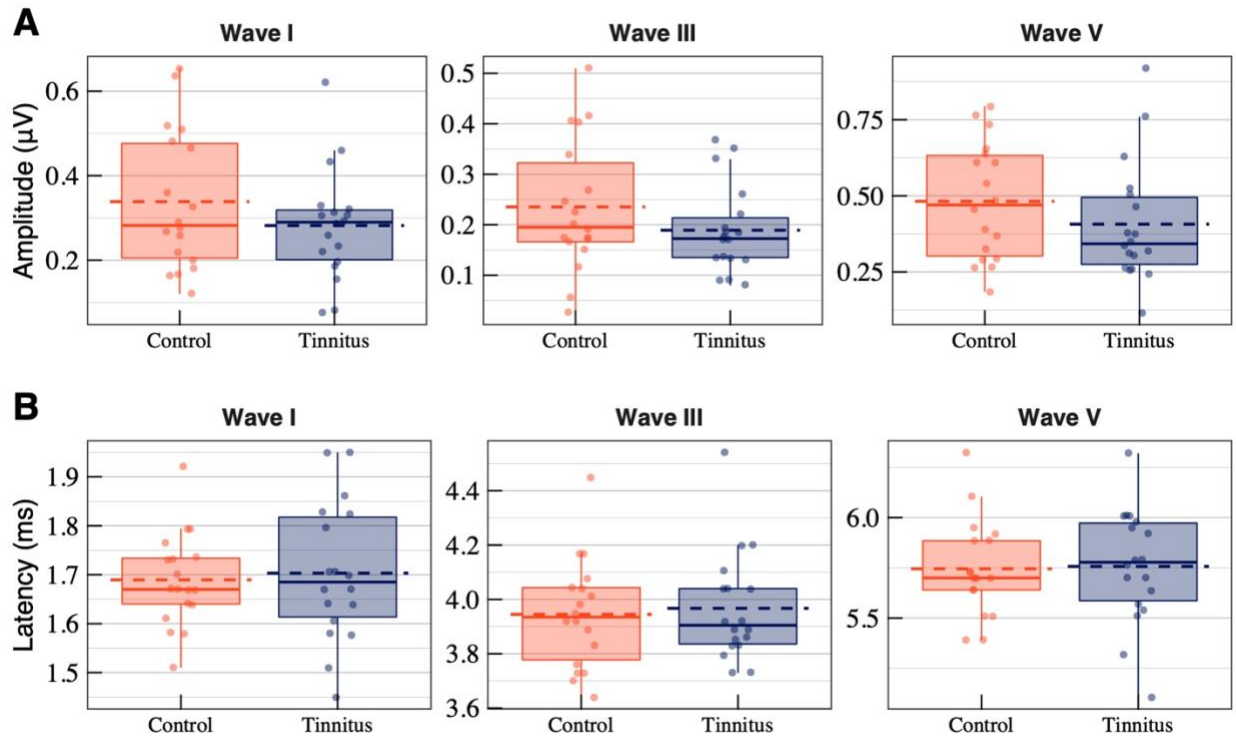 A
Wave I
Wave III
Wave V
Amplitude (µV)
0.6
0.4
0.2
Control
Tinnitus
0.5
0.4
0.3
0.2
0.1
Control
Tinnitus
0.75
0.50
0.25
Control
Tinnitus
B
Wave I
Wave III
Wave V
Latency (ms)
1.9
1.8
1.7
1.6
1.5
Control
Tinnitus
4.4
4.2
4.0
3.8
3.6
Control
Tinnitus
6.0
5.5
Control
Tinnitus